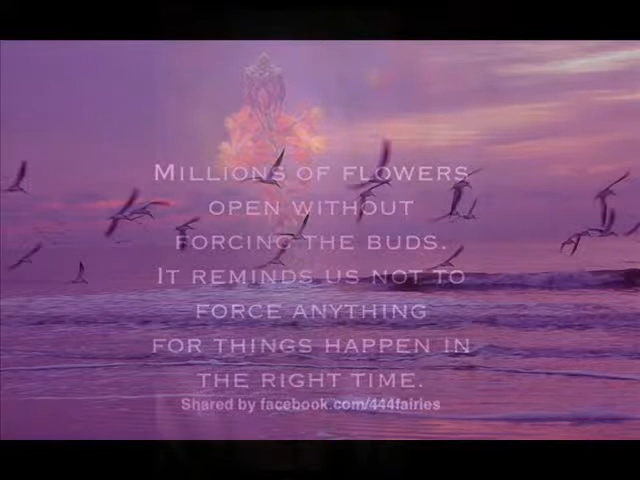 MILLIONS OF FLOWERS
OPEN WITHOUT
FORCING THE BUDS.
IT REMINDS US NOT TO
FORCE ANYTHING
FOR THINGS HAPPEN IN
THE RIGHT TIME.
Shared by facebook.com/444fairies